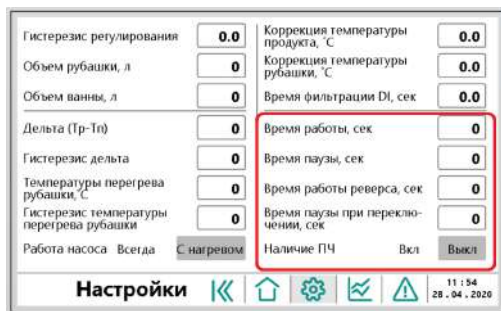 Гистерезис регулирования 0.0
Объем рубашки, л 0
Объем ванны, л 0
Дельта (Тр-Тп) 0
Гистерезис дельта 0
Температуры перегрева
рубашки,°С 0
Гистерезис температуры
перегрева рубашки 0
Работа насоса Всегда С нагревом
Коррекция температуры
продукта, °С 0.0
Коррекция температуры
рубашки, °С 0.0
Время фильтрации DI, сек 0.0
Время работы, сек 0
Время паузы, сек 0
Время работы реверса, сек 0
Время паузы при переклю-
чении, сек 0
Наличие ПЧ Вкл Выкл
Настройки
11:54
28.04.2020